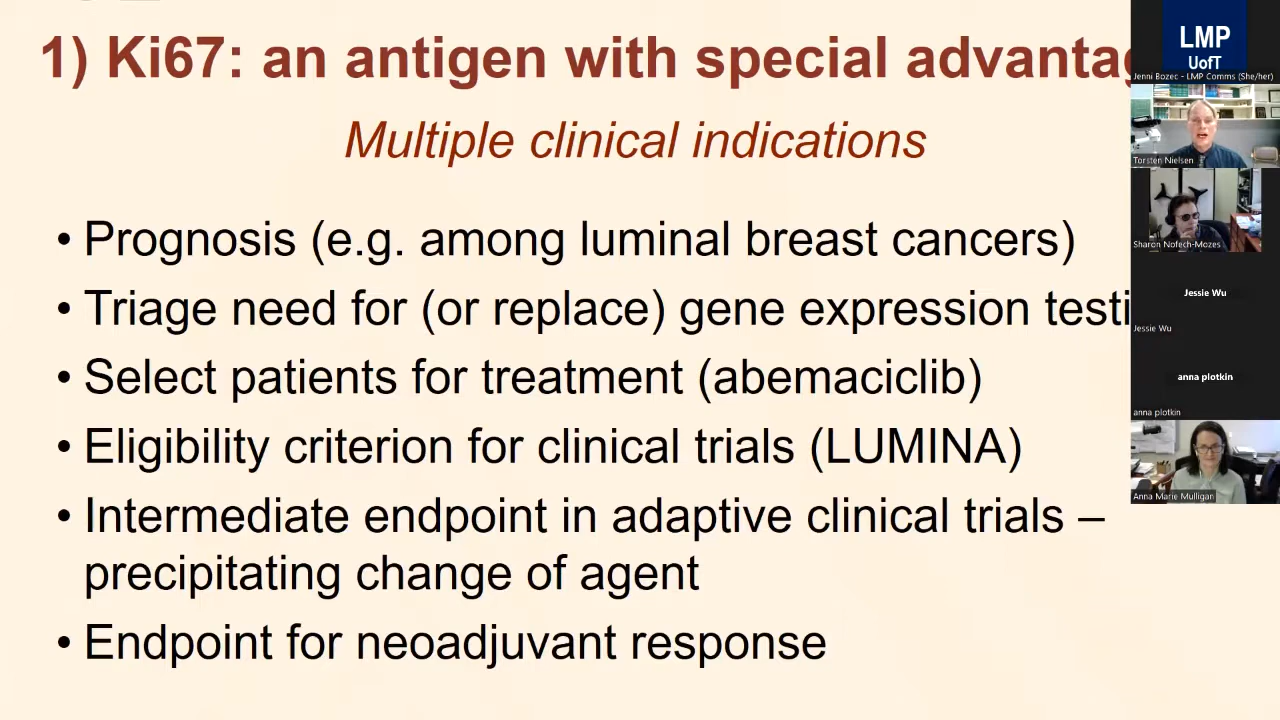 1) Ki67: an antigen with special advantag
Multiple clinical indications
• Prognosis (e.g. among luminal breast cancers)
• Triage need for (or replace) gene expression testi
• Select patients for treatment (abemaciclib)
• Eligibility criterion for clinical trials (LUMINA)
• Intermediate endpoint in adaptive clinical trials –
precipitating change of agent
• Endpoint for neoadjuvant response
LMP
UofT
Jenni Bozec - LMP Comms (She/her)
Torsten Nielsen
Sharon Nofech-Mozes
Jessie Wu
Jessie Wu
anna plotkin
anna plotkin
Anna Marie Mulligan